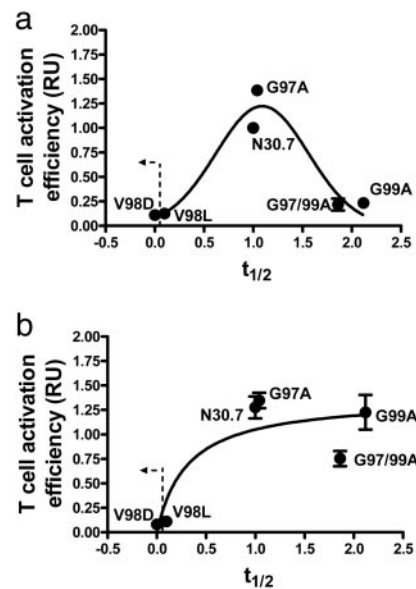 a
T cell activation
efficiency (RU)
2.00
1.75
1.50
1.25
1.00
0.75
0.50
0.25
0.00
G97A
N30.7
G97/99A
G99A
V98D
V98L
-0.5 0.0 0.5 1.0 1.5 2.0 2.5
t1/2
b
T cell activation
efficiency (RU)
2.00
1.75
1.50
1.25
1.00
0.75
0.50
0.25
0.00
G97A
N30.7
G99A
G97/99A
V98D
V98L
-0.5 0.0 0.5 1.0 1.5 2.0 2.5
t1/2